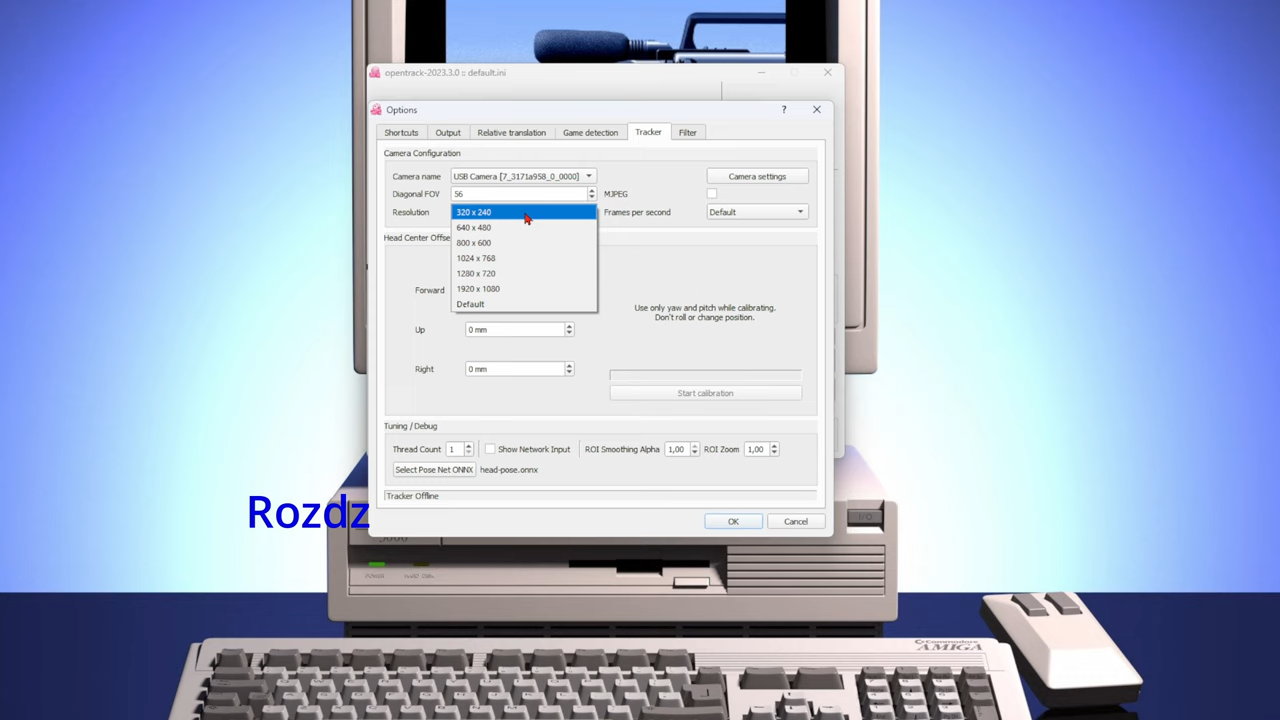 opentrack-2023.3.0 :: default.ini
Options
?
Shortcuts Output Relative translation Game detection Tracker Filter
Camera Configuration
Camera name USB Camera [7_3171a958_0_0000] Camera settings
Diagonal FOV 56 MJPEG
Resolution 320 x 240 Frames per second Default
640 x 480
800 x 600
1024 x 768
1280 x 720
1920 x 1080
Default
Head Center Offse
Forward
Use only yaw and pitch while calibrating.
Don't roll or change position.
Up 0 mm
Right 0 mm
Start calibration
Tuning / Debug
Thread Count 1 Show Network Input ROI Smoothing Alpha 1,00 ROI Zoom 1,00
Select Pose Net ONNX head-pose.onnx
Tracker Offline
OK Cancel
Rozdz
I/O
POWER
Commodore
AMIGA